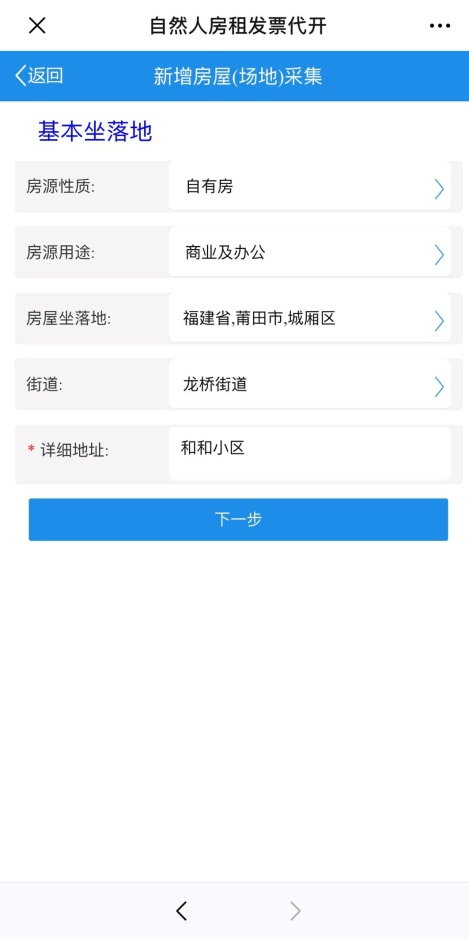 自然人房租发票代开
返回
新增房屋(场地)采集
基本坐落地
房源性质: 自有房
房源用途: 商业及办公
房屋坐落地: 福建省,莆田市,城厢区
街道: 龙桥街道
* 详细地址: 和和小区
下一步